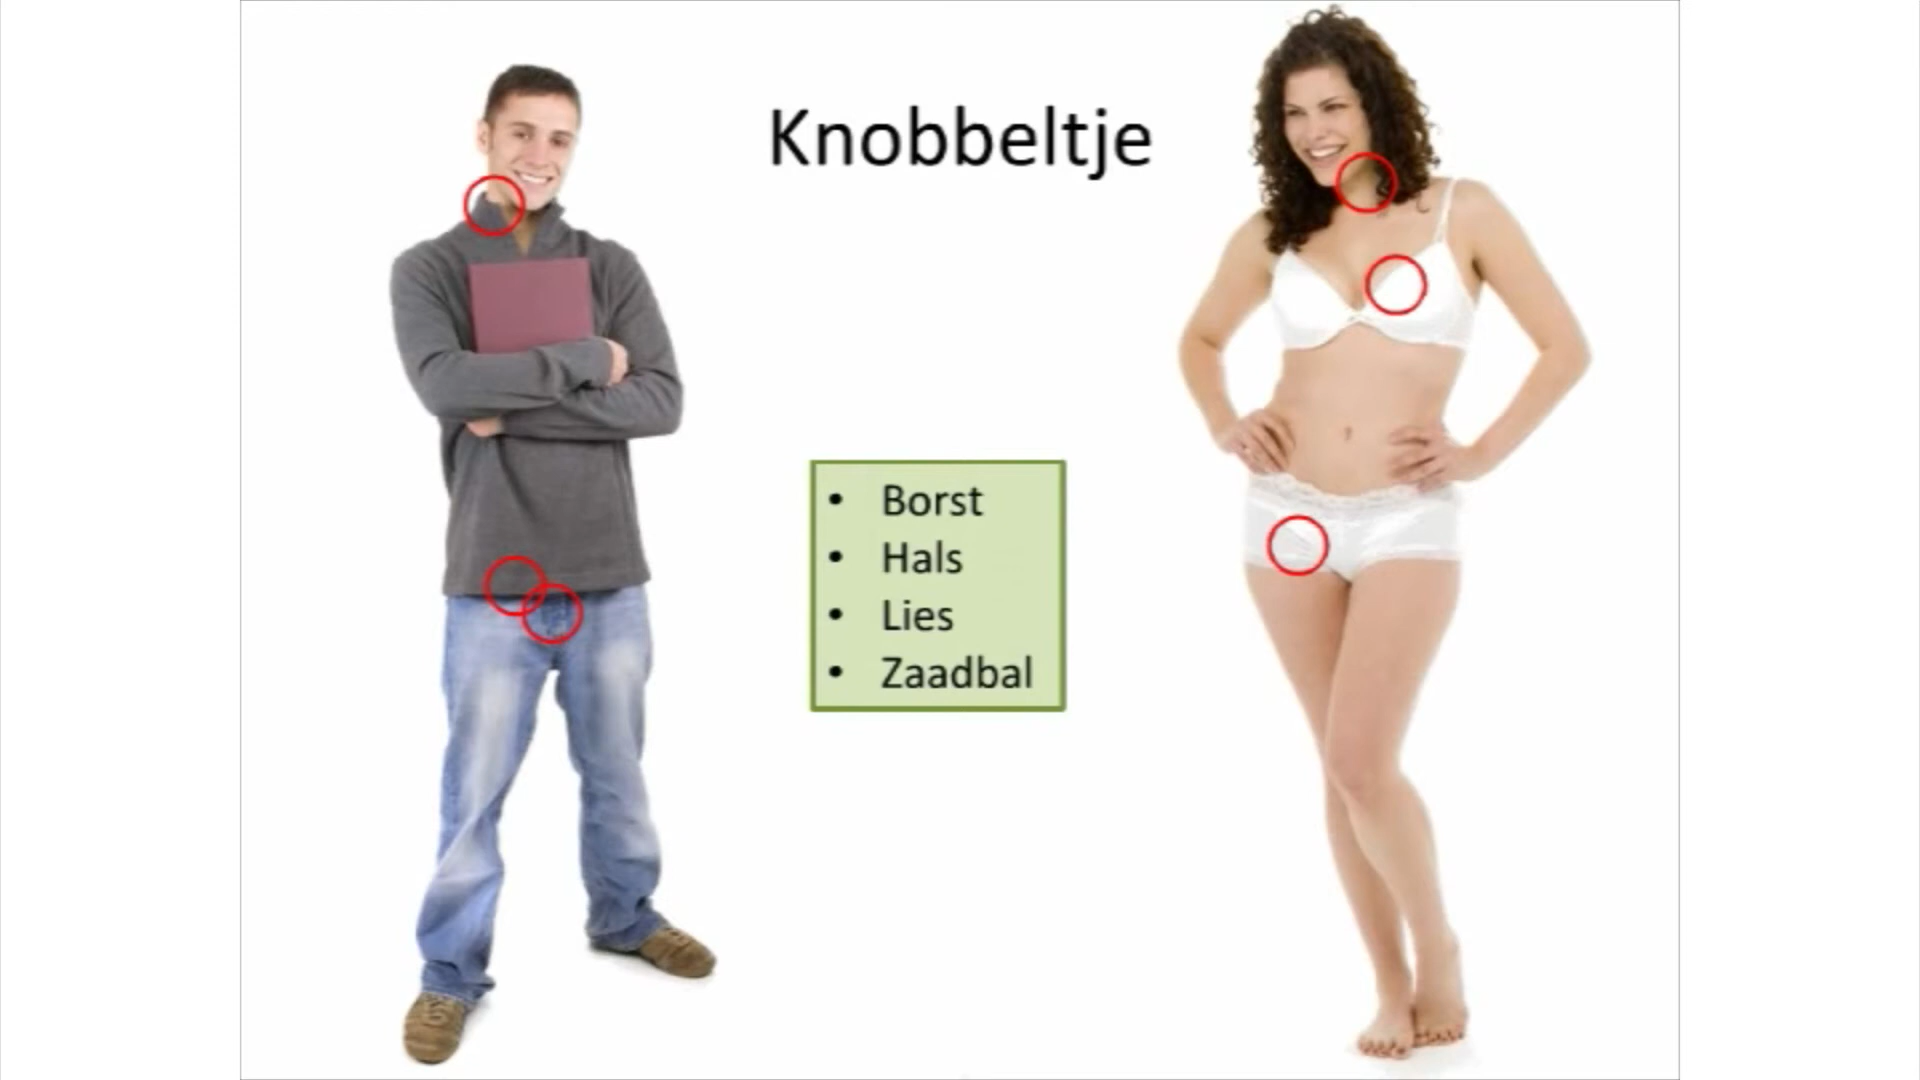 Knobbeltje
• Borst
• Hals
• Lies
• Zaadbal